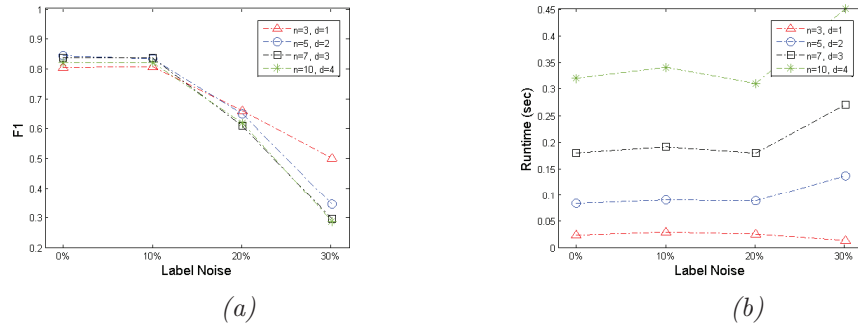 1
0.9
0.8
0.7
0.6
0.5
0.4
0.3
0.2
F1
0% 10% 20% 30%
Label Noise
n=3, d=1
n=5, d=2
n=7, d=3
n=10, d=4
(a)
0.45
0.4
0.35
0.3
0.25
0.2
0.15
0.1
0.05
0
Runtime (sec)
0% 10% 20% 30%
Label Noise
n=3, d=1
n=5, d=2
n=7, d=3
n=10, d=4
(b)